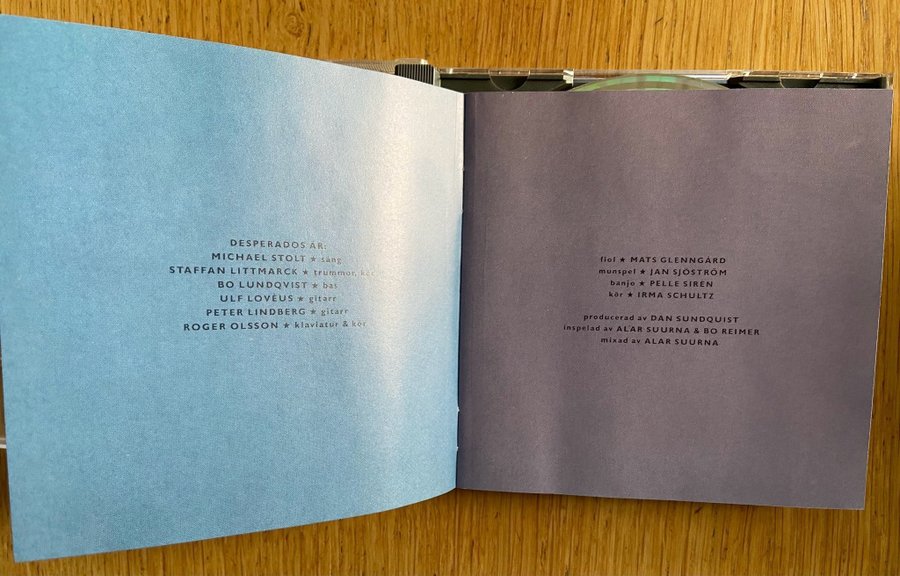 DESPERADOS ÄR:
MICHAEL STOLT ★ sång
STAFFAN LITTMARCK ★ trummor, kör
BO LUNDQVIST ★ bas
ULF LOVÉUS ★ gitarr
PETER LINDBERG ★ gitarr
ROGER OLSSON ★ klaviatur & kör
fiol ★ MATS GLENNGÅRD
munspel ★ JAN SJÖSTRÖM
banjo ★ PELLE SIRÉN
kör ★ IRMA SCHULTZ
producerad av DAN SUNDQUIST
inspelad av ALAR SUURNA & BO REIMER
mixad av ALAR SUURNA